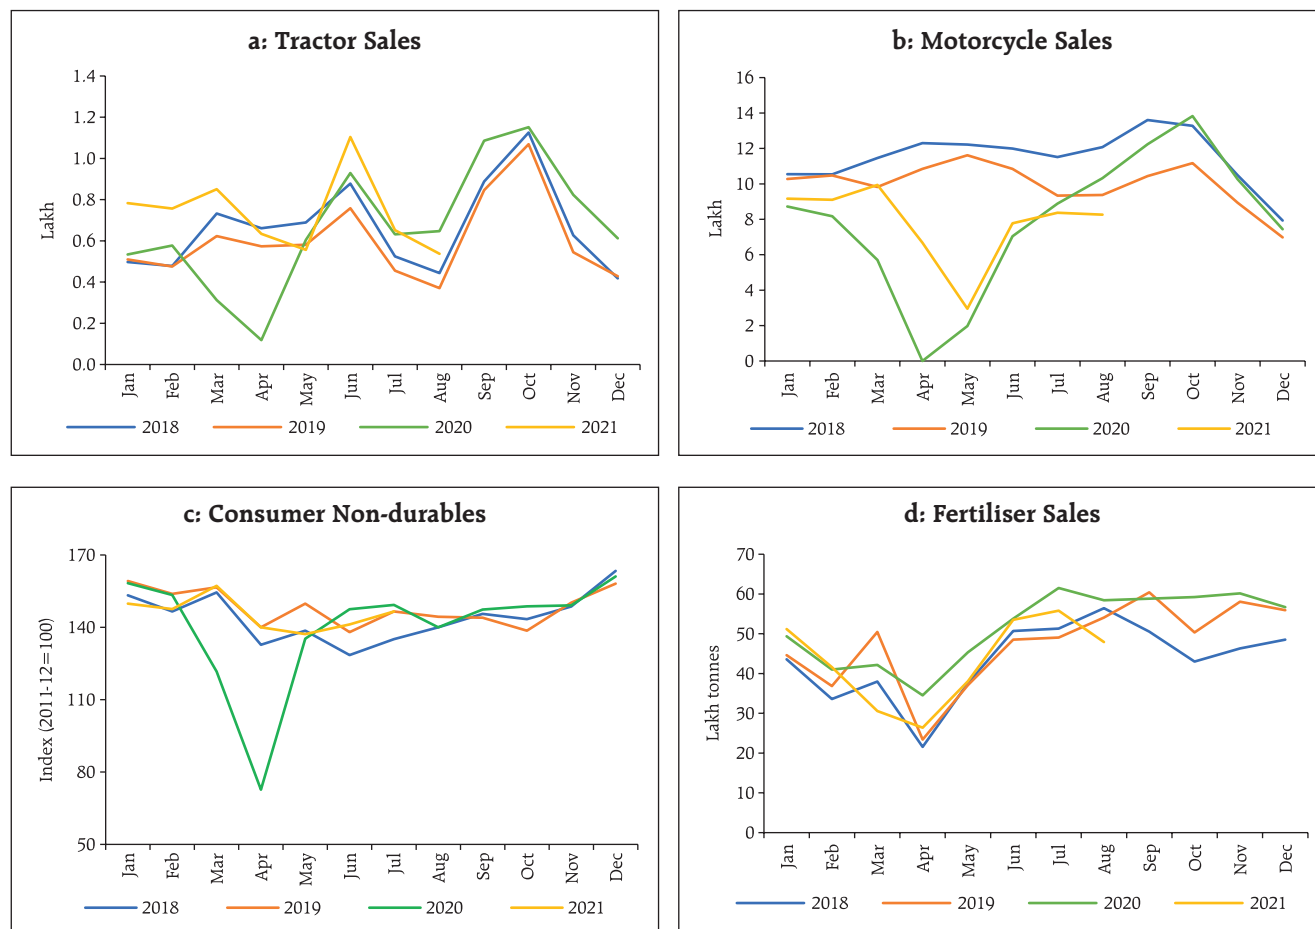 a: Tractor Sales
Lakh
1.4
1.2
1.0
0.8
0.6
0.4
0.2
0.0
Jan Feb Mar Apr May Jun Jul Aug Sep Oct Nov Dec
2018 2019 2020 2021
b: Motorcycle Sales
Lakh
16
14
12
10
8
6
4
2
0
Jan Feb Mar Apr May Jun Jul Aug Sep Oct Nov Dec
2018 2019 2020 2021
c: Consumer Non-durables
Index (2011-12=100)
170
140
110
80
50
Jan Feb Mar Apr May Jun Jul Aug Sep Oct Nov Dec
2018 2019 2020 2021
d: Fertiliser Sales
Lakh tonnes
70
60
50
40
30
20
10
0
Jan Feb Mar Apr May Jun Jul Aug Sep Oct Nov Dec
2018 2019 2020 2021